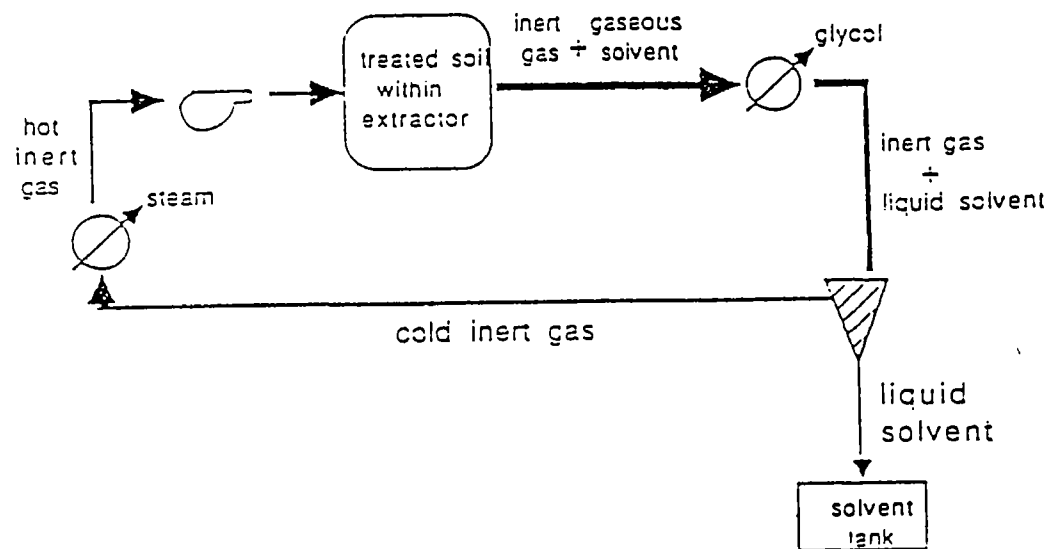 inert gaseous
gas + solvent
glycol
treated soil
within
extractor
hot
inert
gas
steam
inert gas
+
liquid solvent
cold inert gas
liquid
solvent
solvent
tank